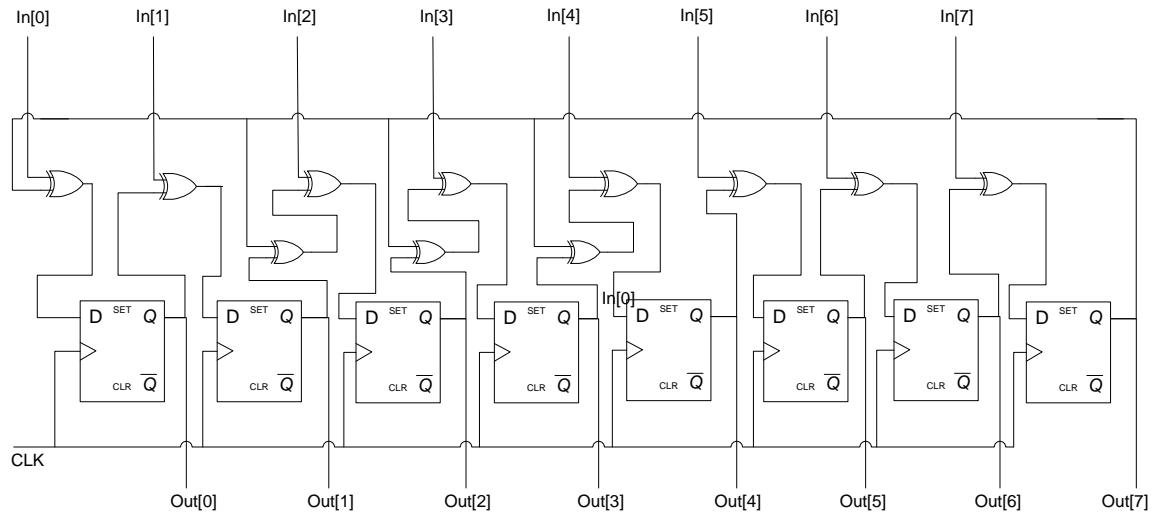 In[0] In[1] In[2] In[3] In[4] In[5] In[6] In[7]
In[0]
D SET Q D SET Q D SET Q D SET Q D SET Q D SET Q D SET Q D SET Q
CLR Q CLR Q CLR Q CLR Q CLR Q CLR Q CLR Q CLR Q
CLK
Out[0] Out[1] Out[2] Out[3] Out[4] Out[5] Out[6] Out[7]